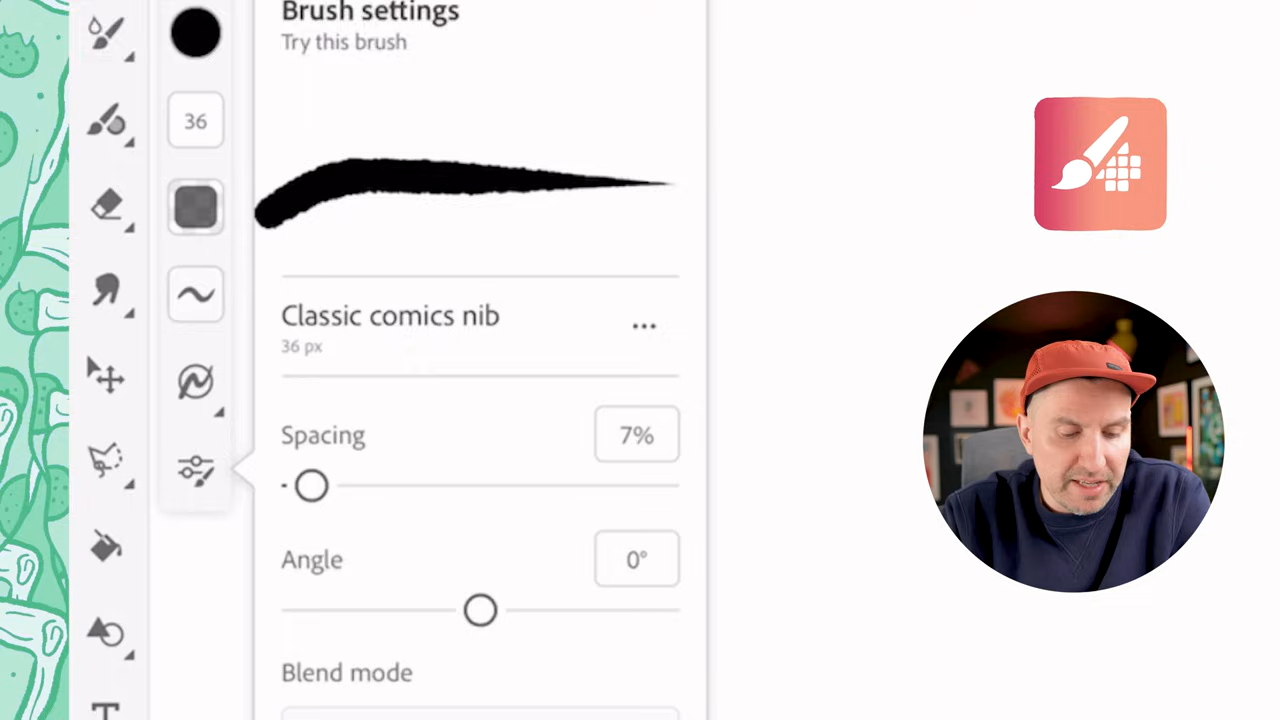 Brush settings
Try this brush
36
Classic comics nib
36 px
Spacing
7%
Angle
0°
Blend mode
T